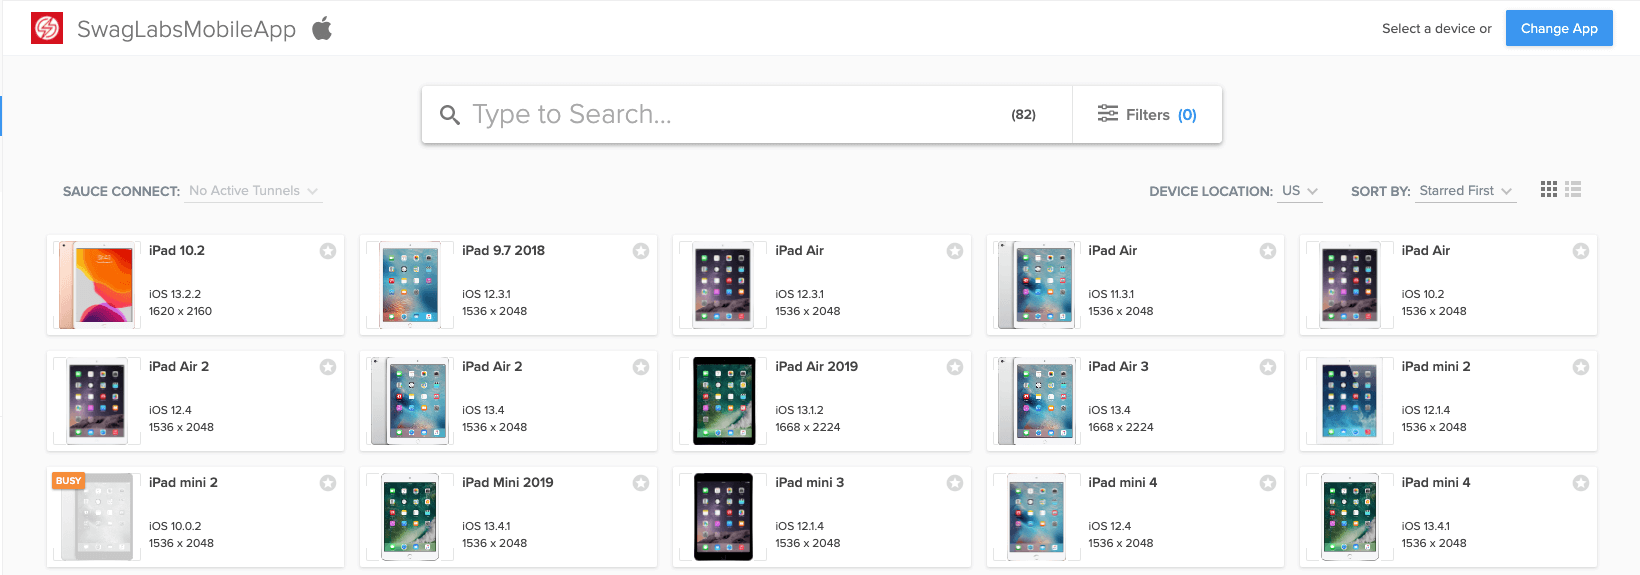 SwagLabsMobileApp
Select a device or
Change App
Type to Search...
(82)
Filters (0)
SAUCE CONNECT: No Active Tunnels
DEVICE LOCATION: US
SORT BY: Starred First
iPad 10.2
iOS 13.2.2
1620 x 2160
iPad 9.7 2018
iOS 12.3.1
1536 x 2048
iPad Air
iOS 12.3.1
1536 x 2048
iPad Air
iOS 11.3.1
1536 x 2048
iPad Air
iOS 10.2
1536 x 2048
iPad Air 2
iOS 12.4
1536 x 2048
iPad Air 2
iOS 13.4
1536 x 2048
iPad Air 2019
iOS 13.1.2
1668 x 2224
iPad Air 3
iOS 13.4
1668 x 2224
iPad mini 2
iOS 12.1.4
1536 x 2048
BUSY
iPad mini 2
iOS 10.0.2
1536 x 2048
iPad Mini 2019
iOS 13.4.1
1536 x 2048
iPad mini 3
iOS 12.1.4
1536 x 2048
iPad mini 4
iOS 12.4
1536 x 2048
iPad mini 4
iOS 13.4.1
1536 x 2048